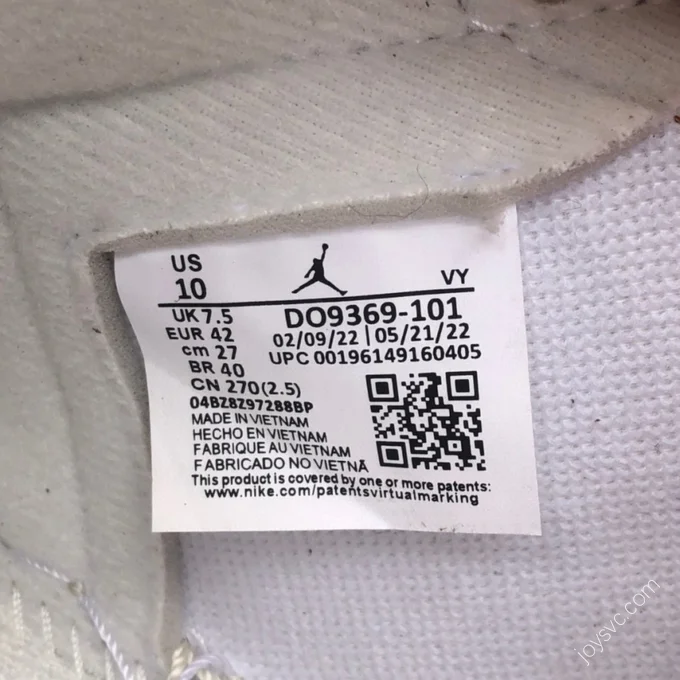 US
10
VY
UK 7.5
EUR 42
cm 27
BR 40
CN 270(2.5)
DO9369-101
02/09/22 | 05/21/22
UPC 00196149160405
04BZ8Z97288BP
MADE IN VIETNAM
HECHO EN VIETNAM
FABRIQUE AU VIETNAM
FABRICADO NO VIETNÃ
This product is covered by one or more patents:
www.nike.com/patentsvirtualmarking
joysvc.com